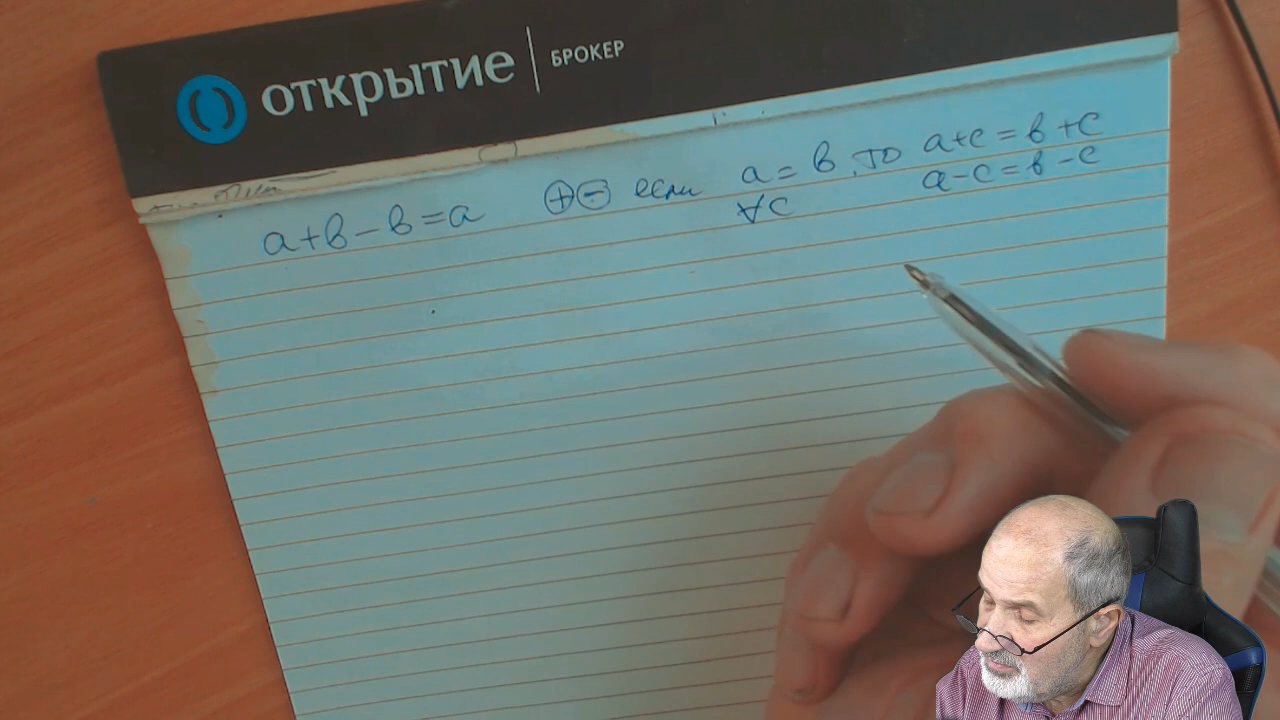 открытие БРОКЕР
a+в-в=a ⊕⊖ если a=в, то a+c=в+c
∀c a-c=в-c